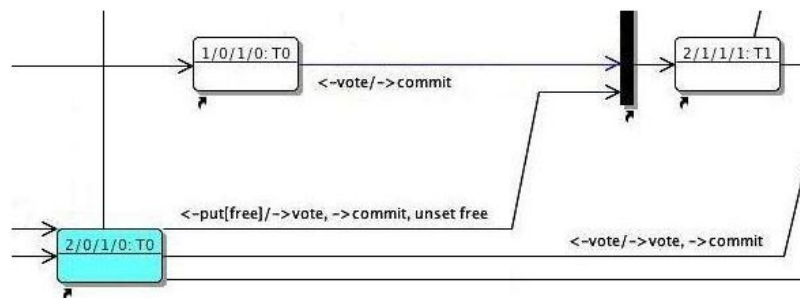 1/0/1/0: T0
2/1/1/1: T1
<-vote/->commit
<-put[free]/->vote, ->commit, unset free
2/0/1/0: T0
<-vote/->vote, ->commit